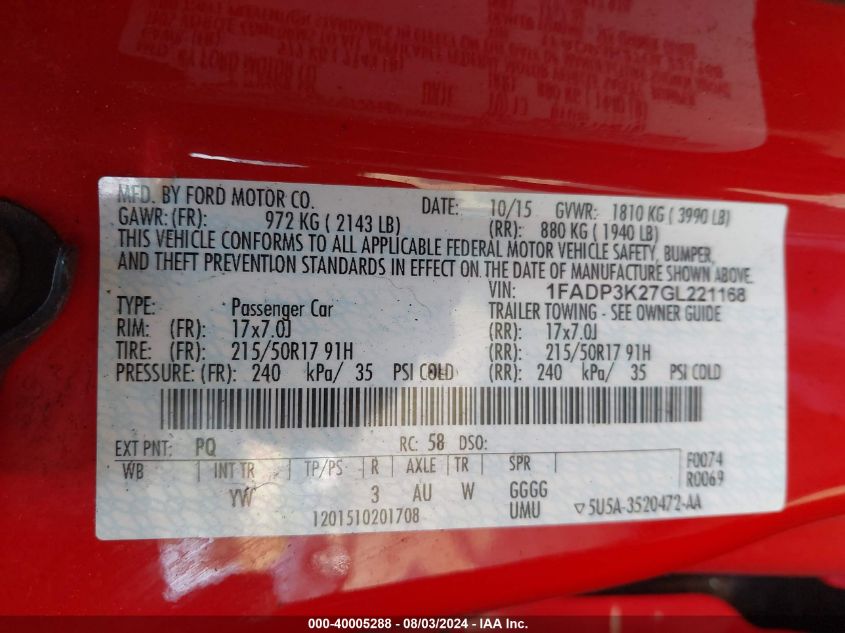 MFD. BY FORD MOTOR CO. DATE: 10/15 GVWR: 1810 KG ( 3990 LB)
GAWR: (FR): 972 KG ( 2143 LB) (RR): 880 KG ( 1940 LB)
THIS VEHICLE CONFORMS TO ALL APPLICABLE FEDERAL MOTOR VEHICLE SAFETY, BUMPER,
AND THEFT PREVENTION STANDARDS IN EFFECT ON THE DATE OF MANUFACTURE SHOWN ABOVE.
VIN: 1FADP3K27GL221168
TYPE: Passenger Car TRAILER TOWING - SEE OWNER GUIDE
RIM: (FR): 17x7.0J (RR): 17x7.0J
TIRE: (FR): 215/50R17 91H (RR): 215/50R17 91H
PRESSURE: (FR): 240 kPa/ 35 PSI COLD (RR): 240 kPa/ 35 PSI COLD
EXT PNT: PQ RC: 58 DSO: F0074
WB INT TR TP/PS R AXLE TR SPR R0069
YW 3 AU W GGGG
1201510201708 UMU ▽5U5A-3520472-AA
000-40005288 - 08/03/2024 - IAA Inc.